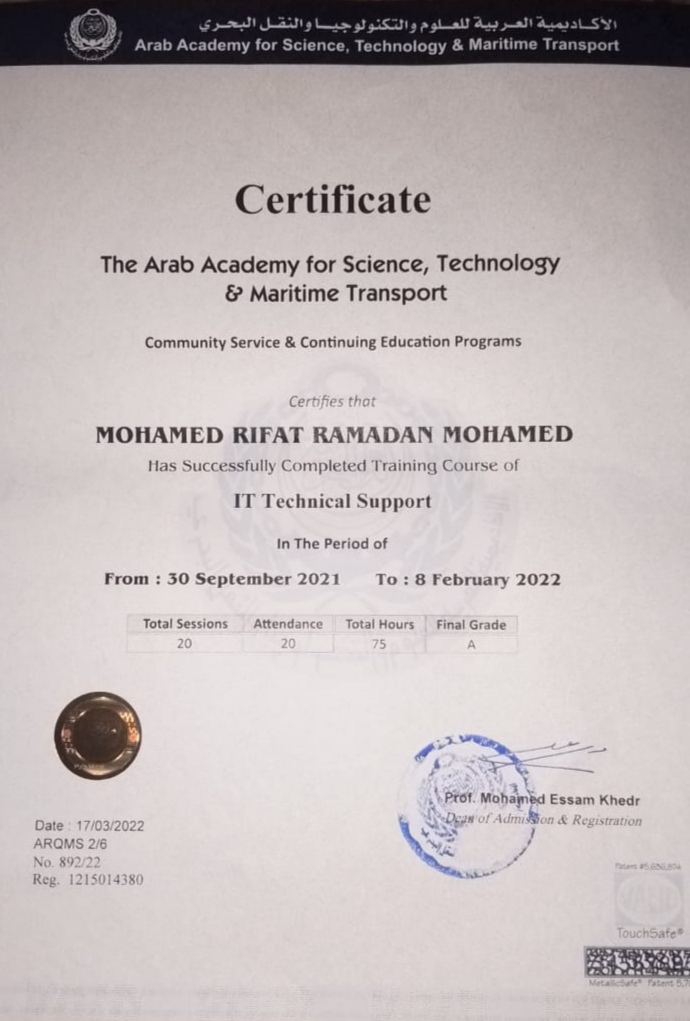 الأكاديمية العربية للعلوم والتكنولوجيا والنقل البحري
Arab Academy for Science, Technology & Maritime Transport
Certificate
The Arab Academy for Science, Technology
& Maritime Transport
Community Service & Continuing Education Programs
Certifies that
MOHAMED RIFAT RAMADAN MOHAMED
Has Successfully Completed Training Course of
IT Technical Support
In The Period of
From : 30 September 2021 To : 8 February 2022
Total Sessions Attendance Total Hours Final Grade
20 20 75 A
Prof. Mohamed Essam Khedr
Dean of Admission & Registration
Date : 17/03/2022
ARQMS 2/6
No. 892/22
Reg. 1215014380
VALID
TouchSafe®
MetallicSafe® Patent